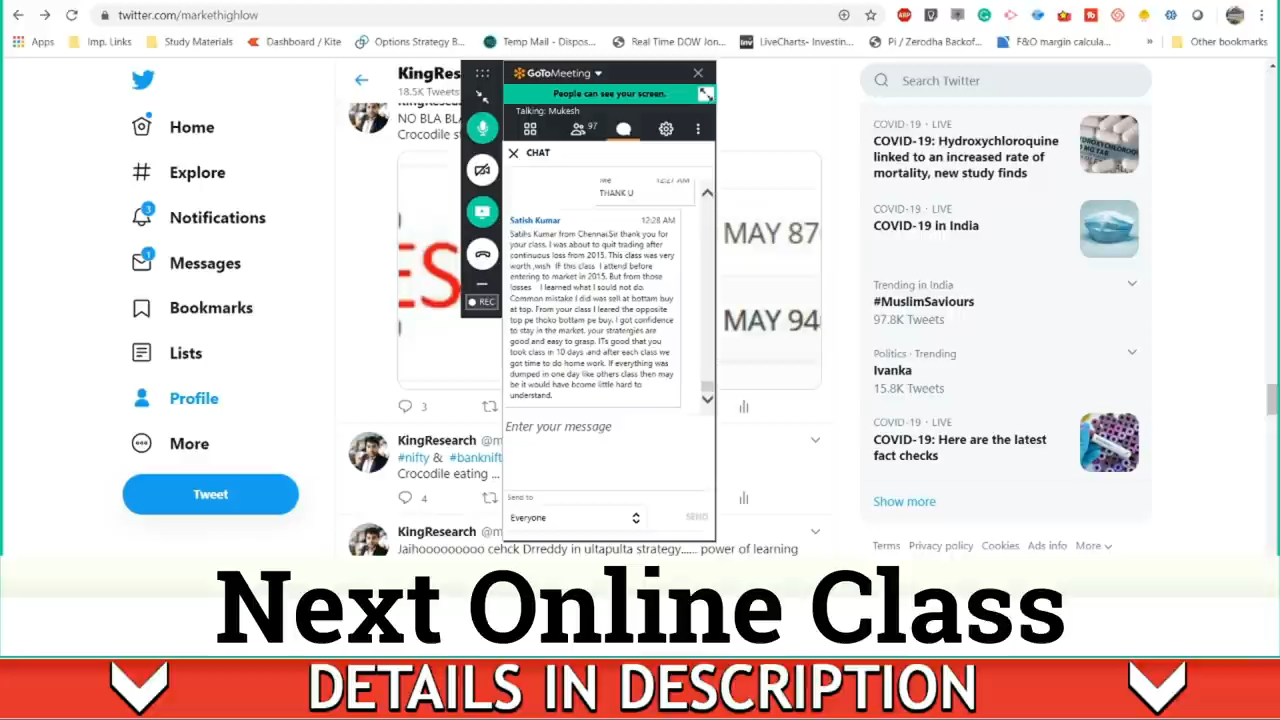 twitter.com/markethighlow
Apps
Imp. Links
Study Materials
Dashboard / Kite
Options Strategy B...
Temp Mail - Dispos...
Real Time DOW Jon...
LiveCharts- Investin...
Pi / Zerodha Backof...
F&O margin calcula...
»
Other bookmarks
Home
Explore
3
Notifications
1
Messages
Bookmarks
Lists
Profile
More
Tweet
KingRes
18.5K Tweets
NO BLA BL
Crocodile st
ES
MAY 87
MAY 94
3
KingResearch @m
#nifty & #banknift
Crocodile eating ...
4
KingResearch @m
Jaihooooooooo cehck Drreddy in ultapulta strategy...... power of learning
GoToMeeting
People can see your screen.
Talking: Mukesh
97
CHAT
REC
Me 12:27 AM
THANK U
Satish Kumar 12:28 AM
Satihs Kumar from Chennai.Sir thank you for
your class. I was about to quit trading after
continuous loss from 2015. This class was very
worth ,wish IF this class I attend before
entering to market in 2015. But from those
losses I learned what I sould not do.
Common mistake I did was sell at bottam buy
at top. From your class I leared the opposite
top pe thoko bottam pe buy. I got confidence
to stay in the market. your stratergies are
good and easy to grasp. ITs good that you
took class in 10 days .and after each class we
got time to do home work. If everything was
dumped in one day like others class then may
be it would have bcome little hard to
understand.
Enter your message
Send to
Everyone
SEND
Search Twitter
COVID-19 · LIVE
COVID-19: Hydroxychloroquine
linked to an increased rate of
mortality, new study finds
COVID-19 · LIVE
COVID-19 in India
Trending in India
#MuslimSaviours
97.8K Tweets
Politics · Trending
Ivanka
15.8K Tweets
COVID-19 · LIVE
COVID-19: Here are the latest
fact checks
Show more
Terms Privacy policy Cookies Ads info More
Next Online Class
DETAILS IN DESCRIPTION